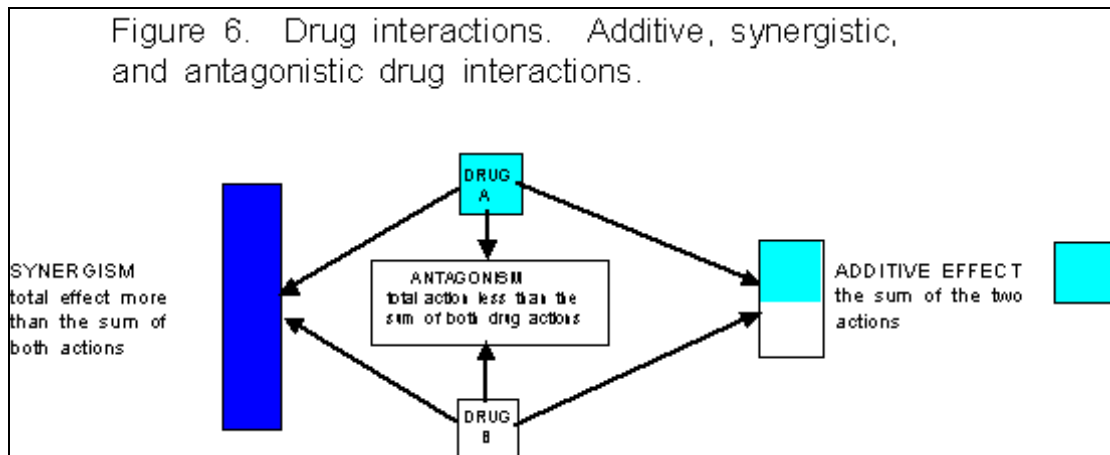 Figure 6. Drug interactions. Additive, synergistic,
and antagonistic drug interactions.
DRUG
A
SYNERGISM
total effect more
than the sum of
both actions
ANTAGONISM
total action less than the
sum of both drug actions
ADDITIVE EFFECT
the sum of the two
actions
DRUG
B